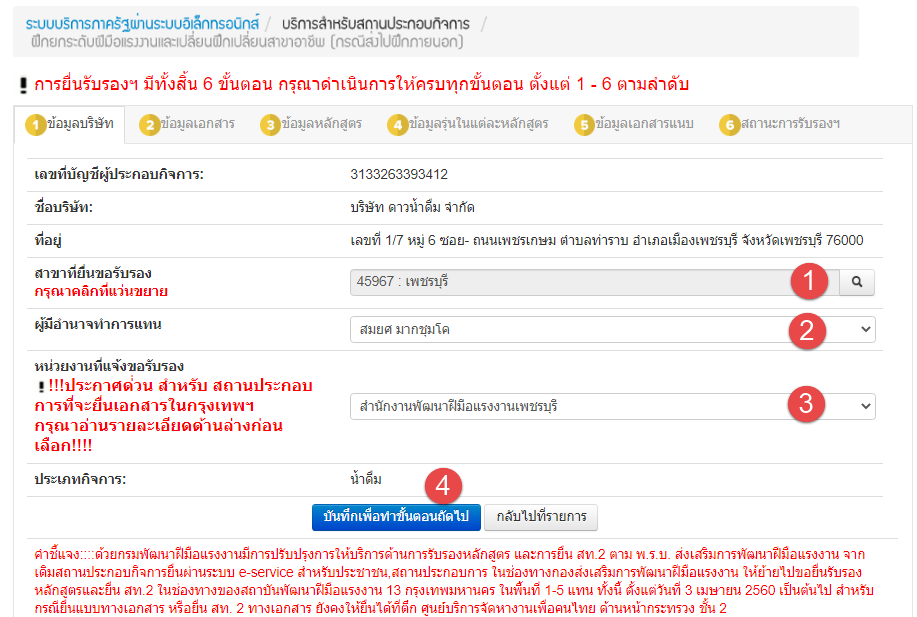 ระบบบริการภาครัฐผ่านระบบอิเล็กทรอนิกส์ / บริการสำหรับสถานประกอบกิจการ /
ฝึกยกระดับฝีมือแรงงานและเปลี่ยนฝึกเปลี่ยนสาขาอาชีพ (กรณีส่งไปฝึกภายนอก)
! การยื่นรับรองฯ มีทั้งสิ้น 6 ขั้นตอน กรุณาดำเนินการให้ครบทุกขั้นตอน ตั้งแต่ 1 - 6 ตามลำดับ
1 ข้อมูลบริษัท 2 ข้อมูลเอกสาร 3 ข้อมูลหลักสูตร 4 ข้อมูลรุ่นในแต่ละหลักสูตร 5 ข้อมูลเอกสารแนบ 6 สถานะการรับรองฯ
เลขที่บัญชีผู้ประกอบกิจการ: 3133263393412
ชื่อบริษัท: บริษัท ดาวน้ำดื่ม จำกัด
ที่อยู่ เลขที่ 1/7 หมู่ 6 ซอย- ถนนเพชรเกษม ตำบลท่าราบ อำเภอเมืองเพชรบุรี จังหวัดเพชรบุรี 76000
สาขาที่ยื่นขอรับรอง
กรุณาคลิกที่แว่นขยาย
45967 : เพชรบุรี 1
ผู้มีอำนาจทำการแทน สมยศ มากชุมโค 2
หน่วยงานที่แจ้งขอรับรอง
! !!!ประกาศด่วน สำหรับ สถานประกอบ
การที่จะยื่นเอกสารในกรุงเทพฯ
กรุณาอ่านรายละเอียดด้านล่างก่อน
เลือก!!!!
สำนักงานพัฒนาฝีมือแรงงานเพชรบุรี 3
ประเภทกิจการ: น้ำดื่ม
4
บันทึกเพื่อทำขั้นตอนถัดไป กลับไปที่รายการ
คำชี้แจง::::ด้วยกรมพัฒนาฝีมือแรงงานมีการปรับปรุงการให้บริการด้านการรับรองหลักสูตร และการยื่น สท.2 ตาม พ.ร.บ. ส่งเสริมการพัฒนาฝีมือแรงงาน จาก
เดิมสถานประกอบกิจการยื่นผ่านระบบ e-service สำหรับประชาชน,สถานประกอบการ ในช่องทางกองส่งเสริมการพัฒนาฝีมือแรงงาน ให้ย้ายไปขอยื่นรับรอง
หลักสูตรและยื่น สท.2 ในช่องทางของสถาบันพัฒนาฝีมือแรงงาน 13 กรุงเทพมหานคร ในพื้นที่ 1-5 แทน ทั้งนี้ ตั้งแต่วันที่ 3 เมษายน 2560 เป็นต้นไป สำหรับ
กรณียื่นแบบทางเอกสาร หรือยื่น สท. 2 ทางเอกสาร ยังคงให้ยื่นได้ที่ตึก ศูนย์บริการจัดหางานเพื่อคนไทย ด้านหน้ากระทรวง ชั้น 2